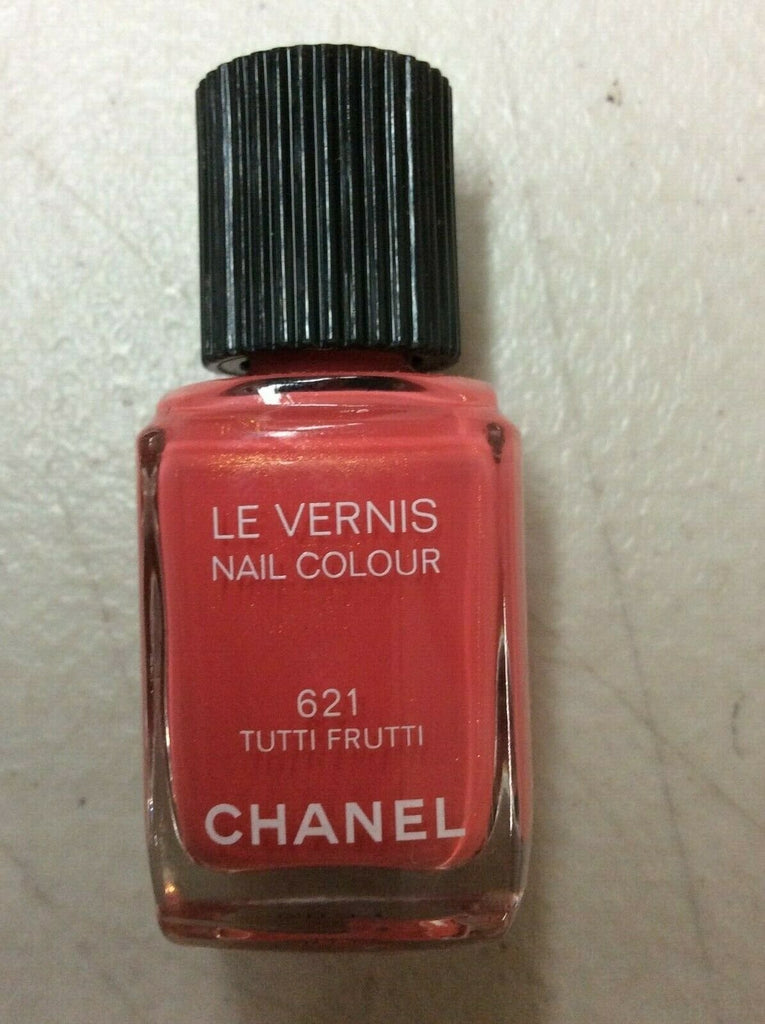 LE VERNIS
NAIL COLOUR
621
TUTTI FRUTTI
CHANEL